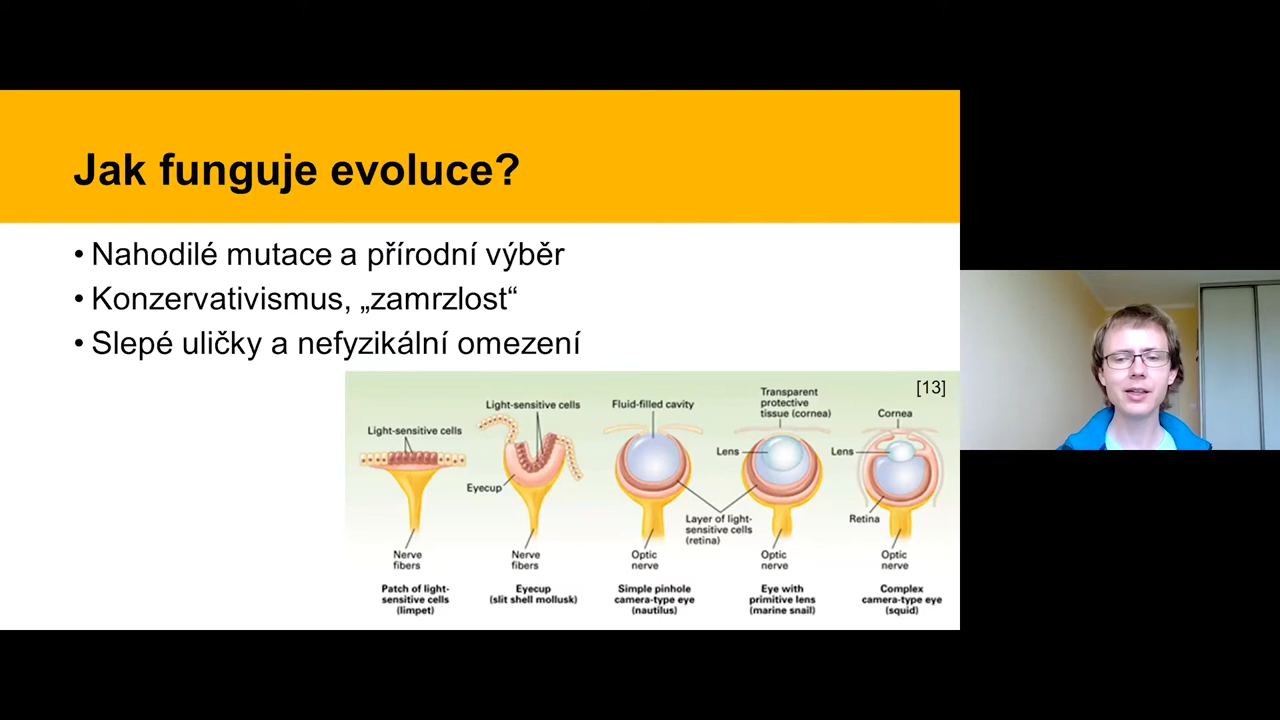 Jak funguje evoluce?
• Nahodilé mutace a přírodní výběr
• Konzervativismus, „zamrzlost“
• Slepé uličky a nefyzikální omezení
[13]
Light-sensitive cells
Nerve
fibers
Patch of light-
sensitive cells
(limpet)
Light-sensitive cells
Eyecup
Nerve
fibers
Eyecup
(slit shell mollusk)
Fluid-filled cavity
Optic
nerve
Simple pinhole
camera-type eye
(nautilus)
Layer of light-
sensitive cells
(retina)
Transparent
protective
tissue (cornea)
Lens
Optic
nerve
Eye with
primitive lens
(marine snail)
Cornea
Lens
Retina
Optic
nerve
Complex
camera-type eye
(squid)